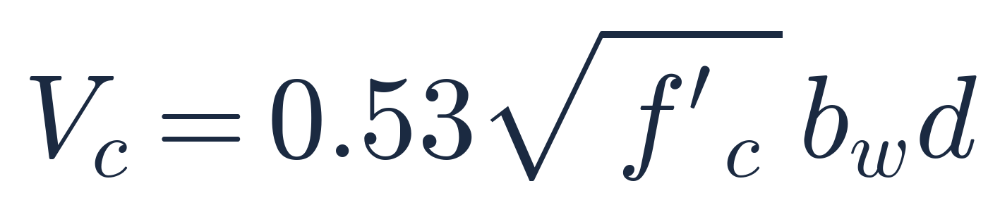 V_c = 0.53√(f'_c) b_w d